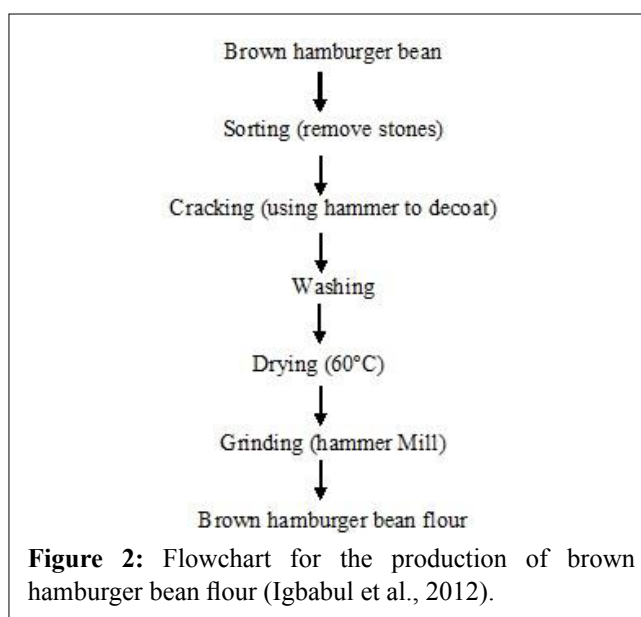 Brown hamburger bean
Sorting (remove stones)
Cracking (using hammer to decoat)
Washing
Drying (60°C)
Grinding (hammer Mill)
Brown hamburger bean flour
Figure 2: Flowchart for the production of brown
hamburger bean flour (Igbabul et al., 2012).